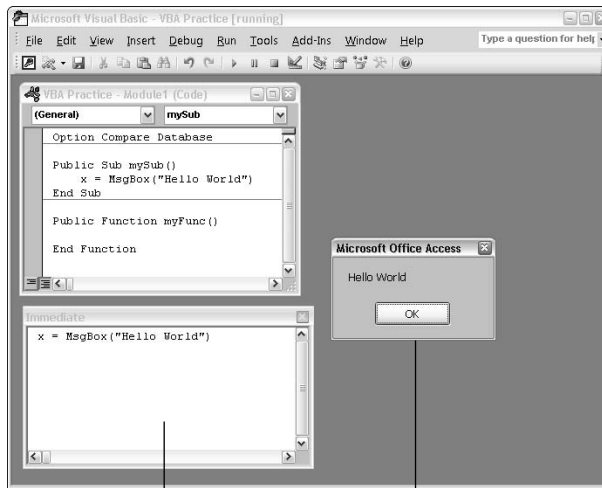 Microsoft Visual Basic - VBA Practice [running]
File Edit View Insert Debug Run Tools Add-Ins Window Help
Type a question for help
VBA Practice - Module1 (Code)
(General) mySub
Option Compare Database
Public Sub mySub()
x = MsgBox("Hello World")
End Sub
Public Function myFunc()
End Function
Microsoft Office Access
Hello World
OK
Immediate
x = MsgBox("Hello World")